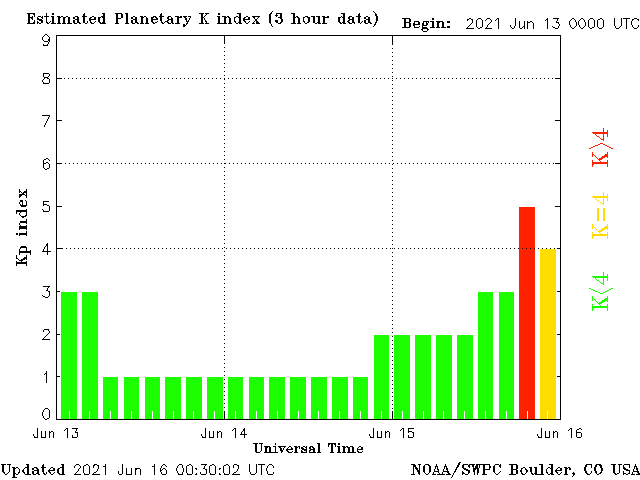 Estimated Planetary K index (3 hour data)
Begin: 2021 Jun 13 0000 UTC
9
8
7
6
5
4
3
2
1
0
Kp index
K>4
K=4
K<4
Jun 13
Jun 14
Jun 15
Jun 16
Universal Time
Updated 2021 Jun 16 00:30:02 UTC
NOAA/SWPC Boulder, CO USA